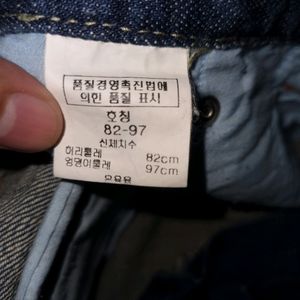 품질경영촉진법에
의한 품질 표시
호칭
82-97
신체치수
허리둘레 82cm
엉덩이둘레 97cm